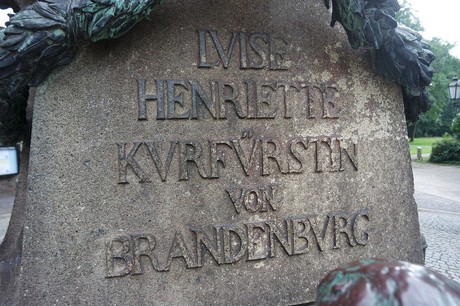 LVISE
HENRIETTE
KVRFÜRSTIN
VON
BRANDENBVRG